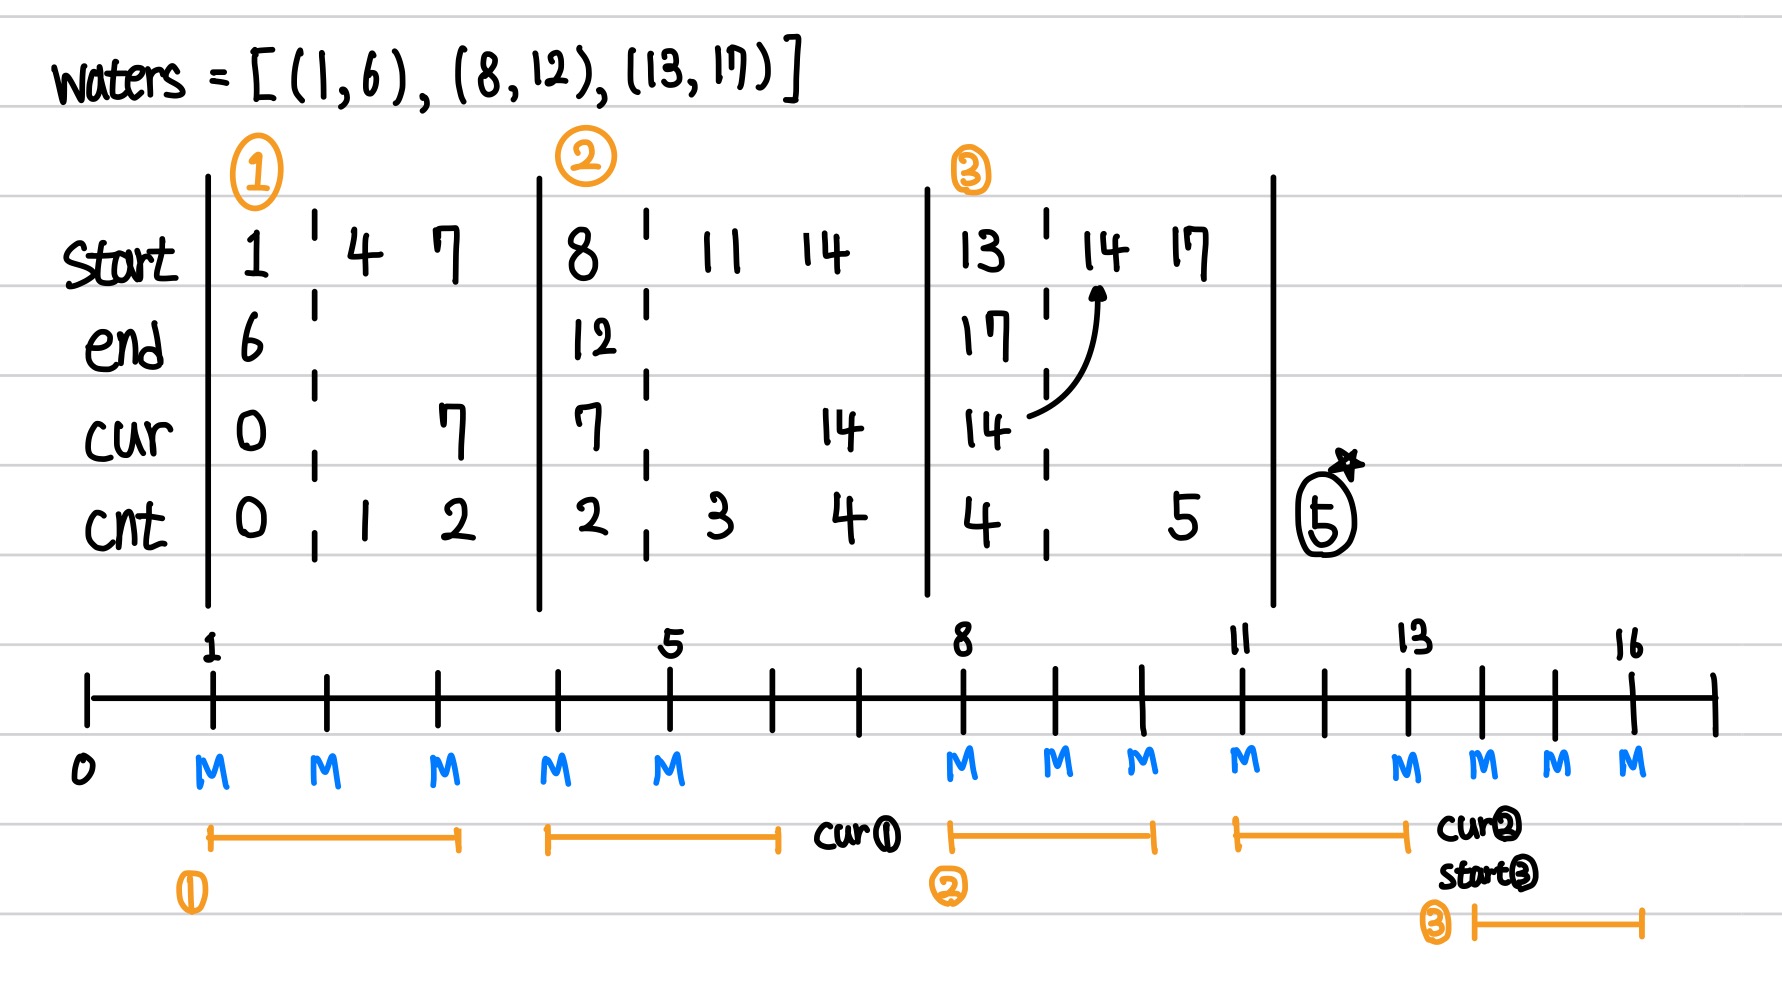 waters = [(1,6), (8,12), (13,17)]
① ② ③
start 1 4 7 8 11 14 13 14 17
end 6 12 17
cur 0 7 7 14 14
cnt 0 1 2 2 3 4 4 5 5
1 5 8 11 13 16
0 M M M M M M M M M M M M M
cur① cur②
① ② start③
③